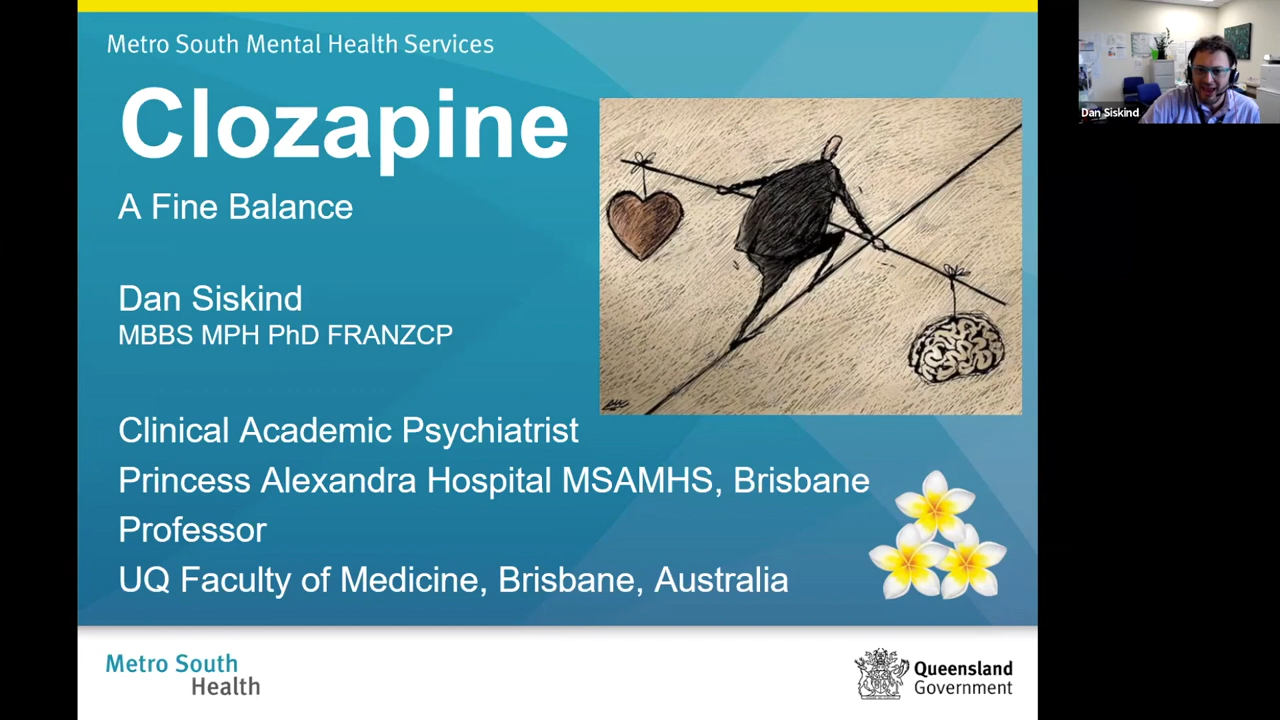 Metro South Mental Health Services
Clozapine
A Fine Balance
Dan Siskind
MBBS MPH PhD FRANZCP
Clinical Academic Psychiatrist
Princess Alexandra Hospital MSAMHS, Brisbane
Professor
UQ Faculty of Medicine, Brisbane, Australia
Metro South
Health
Queensland
Government
Dan Siskind